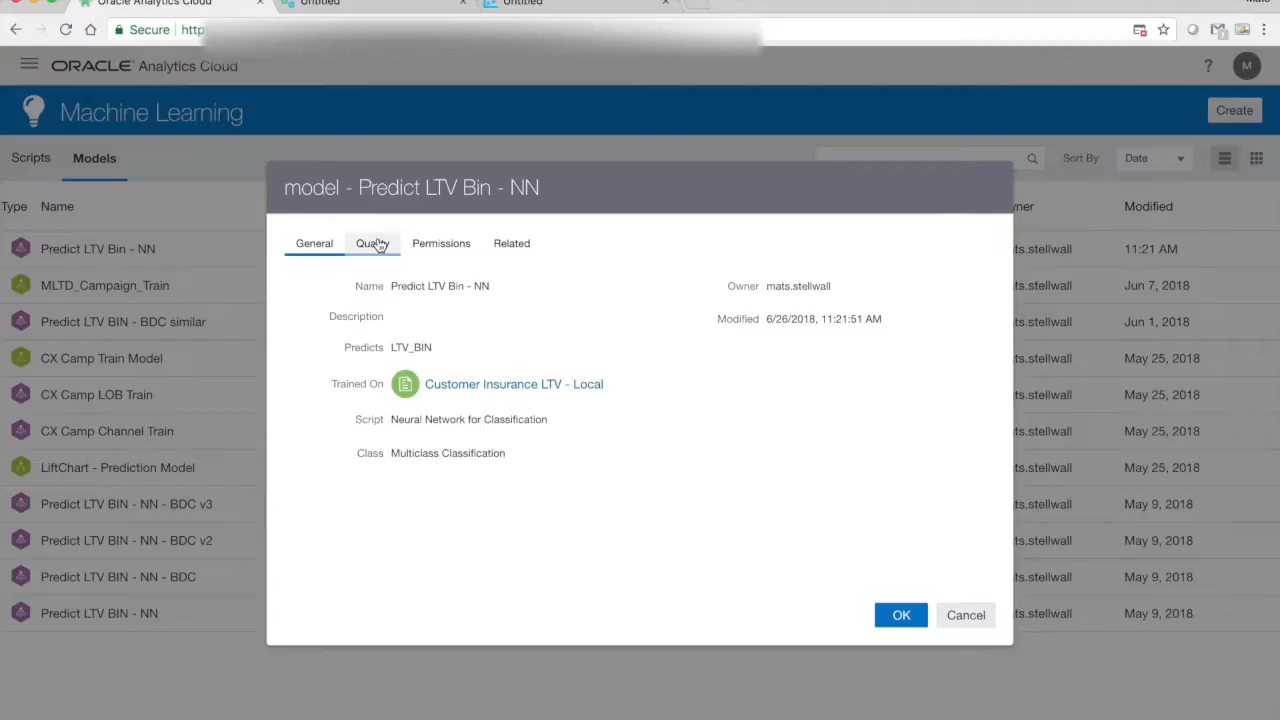 Oracle Analytics Cloud
Untitled
Untitled
Mats
Secure
http
ORACLE Analytics Cloud
?
M
Machine Learning
Create
Scripts
Models
Sort By
Date
Type
Name
Modified
Predict LTV Bin - NN
ts.stellwall
11:21 AM
MLTD_Campaign_Train
ts.stellwall
Jun 7, 2018
Predict LTV BIN - BDC similar
ts.stellwall
Jun 1, 2018
CX Camp Train Model
ts.stellwall
May 25, 2018
CX Camp LOB Train
ts.stellwall
May 25, 2018
CX Camp Channel Train
ts.stellwall
May 25, 2018
LiftChart - Prediction Model
ts.stellwall
May 25, 2018
Predict LTV BIN - NN - BDC v3
ts.stellwall
May 9, 2018
Predict LTV BIN - NN - BDC v2
ts.stellwall
May 9, 2018
Predict LTV BIN - NN - BDC
ts.stellwall
May 9, 2018
Predict LTV BIN - NN
ts.stellwall
May 9, 2018
model - Predict LTV Bin - NN
General
Quality
Permissions
Related
Name Predict LTV Bin - NN
Owner mats.stellwall
Description
Modified 6/26/2018, 11:21:51 AM
Predicts LTV_BIN
Trained On Customer Insurance LTV - Local
Script Neural Network for Classification
Class Multiclass Classification
OK
Cancel